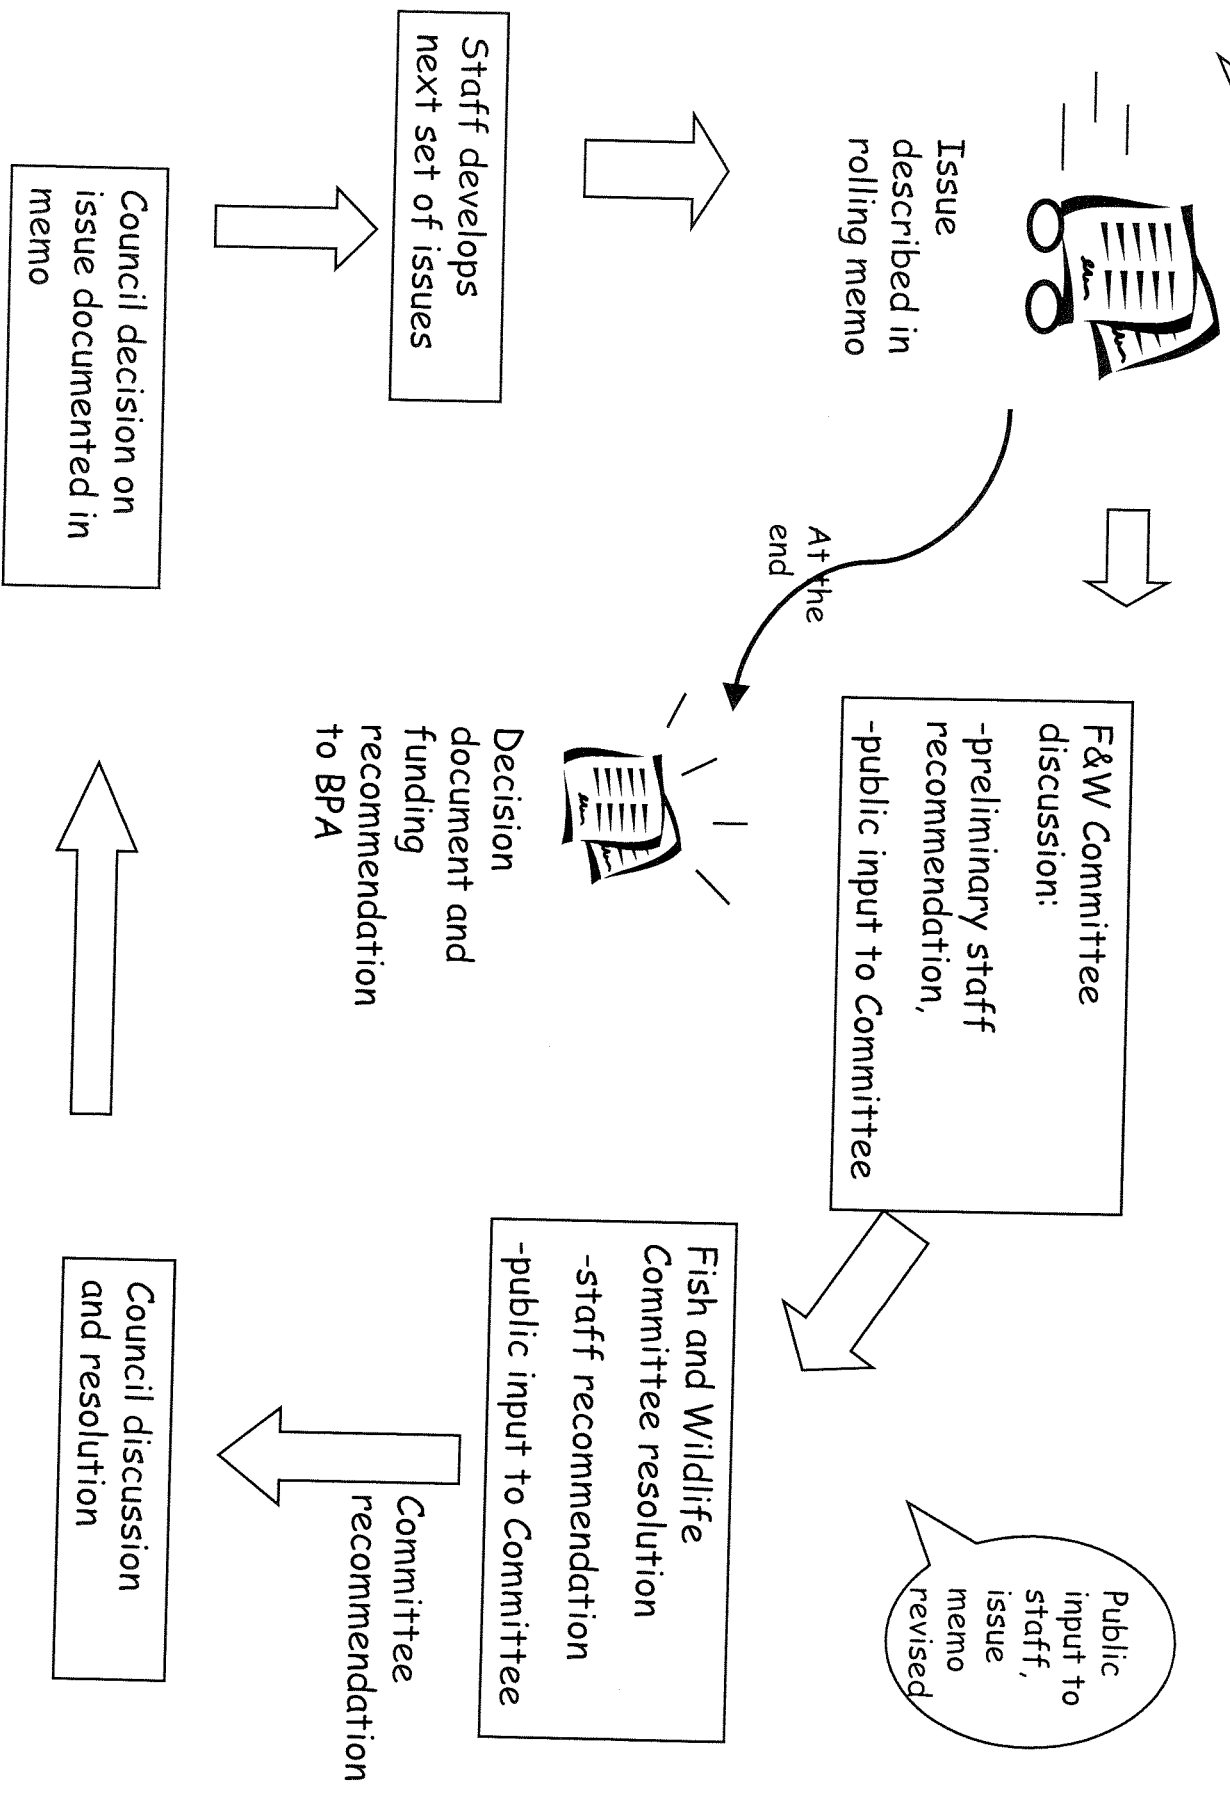 Issue
described in
rolling memo
F&W Committee
discussion:
-preliminary staff
recommendation,
-public input to Committee
Public
input to
staff,
issue
memo
revised
Fish and Wildlife
Committee resolution
-staff recommendation
-public input to Committee
Committee
recommendation
Council discussion
and resolution
Council decision on
issue documented in
memo
Staff develops
next set of issues
At the
end
Decision
document and
funding
recommendation
to BPA